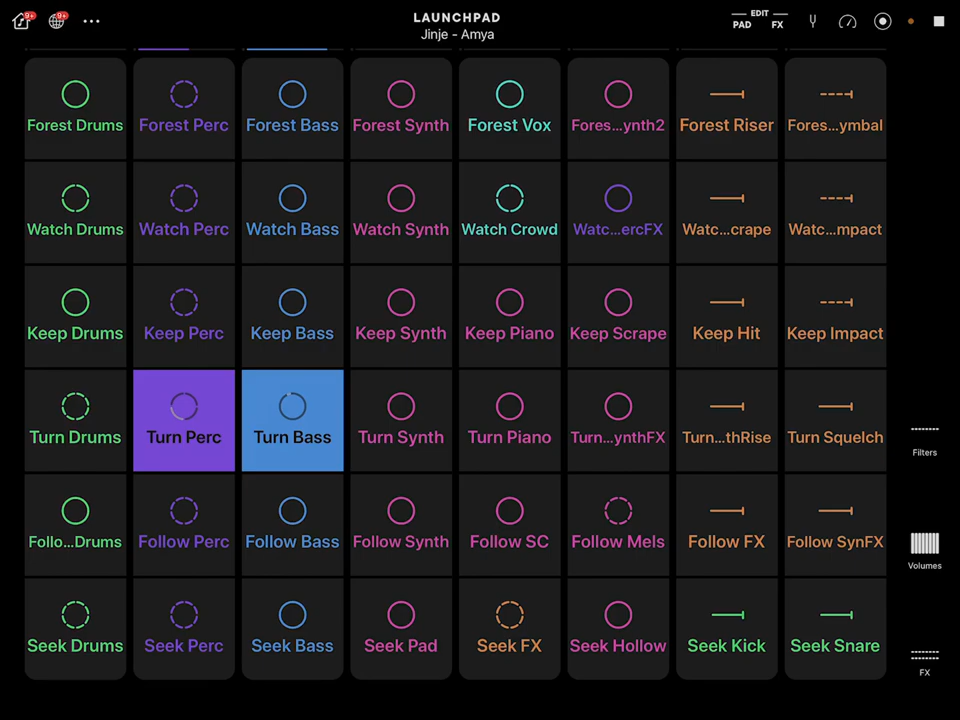 9+
9+
LAUNCHPAD
Jinje - Amya
EDIT
PAD FX
Forest Drums Forest Perc Forest Bass Forest Synth Forest Vox Fores...ynth2 Forest Riser Fores...ymbal
Watch Drums Watch Perc Watch Bass Watch Synth Watch Crowd Watc...ercFX Watc...crape Watc...mpact
Keep Drums Keep Perc Keep Bass Keep Synth Keep Piano Keep Scrape Keep Hit Keep Impact
Turn Drums Turn Perc Turn Bass Turn Synth Turn Piano Turn...ynthFX Turn...thRise Turn Squelch
Filters
Follo...Drums Follow Perc Follow Bass Follow Synth Follow SC Follow Mels Follow FX Follow SynFX
Volumes
Seek Drums Seek Perc Seek Bass Seek Pad Seek FX Seek Hollow Seek Kick Seek Snare
FX